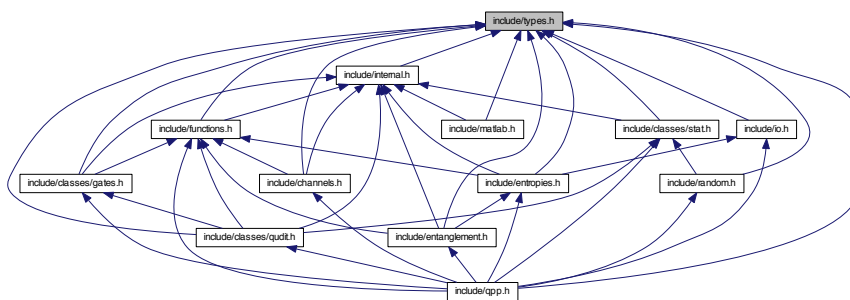 include/types.h
include/internal.h
include/functions.h
include/matlab.h
include/classes/stat.h
include/io.h
include/classes/gates.h
include/channels.h
include/entropies.h
include/random.h
include/classes/qudit.h
include/entanglement.h
include/qpp.h